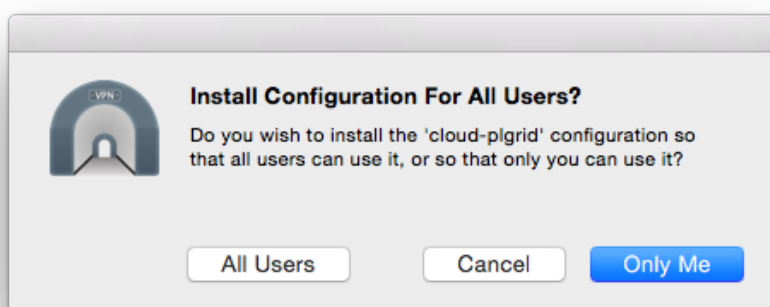 VPN
Install Configuration For All Users?
Do you wish to install the 'cloud-plgrid' configuration so
that all users can use it, or so that only you can use it?
All Users
Cancel
Only Me